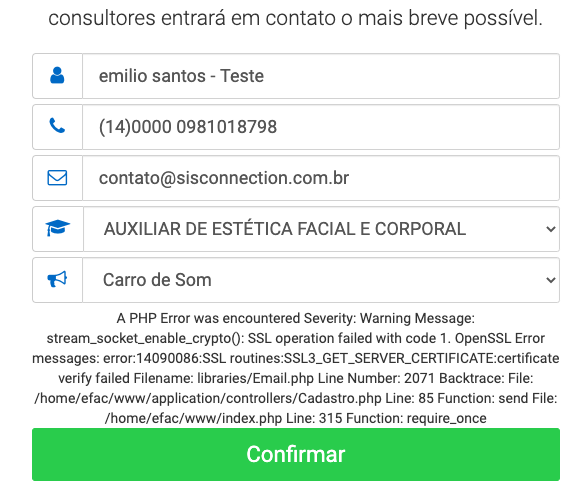 consultores entrará em contato o mais breve possível.
emilio santos - Teste
(14)0000 0981018798
contato@sisconnection.com.br
AUXILIAR DE ESTÉTICA FACIAL E CORPORAL
Carro de Som
A PHP Error was encountered Severity: Warning Message:
stream_socket_enable_crypto(): SSL operation failed with code 1. OpenSSL Error
messages: error:14090086:SSL routines:SSL3_GET_SERVER_CERTIFICATE:certificate
verify failed Filename: libraries/Email.php Line Number: 2071 Backtrace: File:
/home/efac/www/application/controllers/Cadastro.php Line: 85 Function: send File:
/home/efac/www/index.php Line: 315 Function: require_once
Confirmar